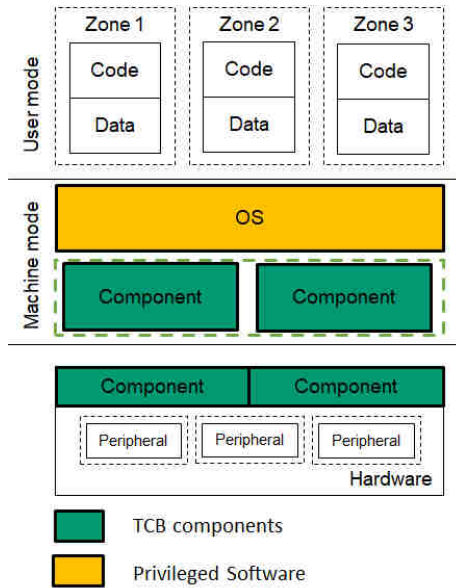 Zone 1 Zone 2 Zone 3
User mode
Code Code Code
Data Data Data
Machine mode
OS
Component Component
Component Component
Peripheral Peripheral Peripheral
Hardware
TCB components
Privileged Software